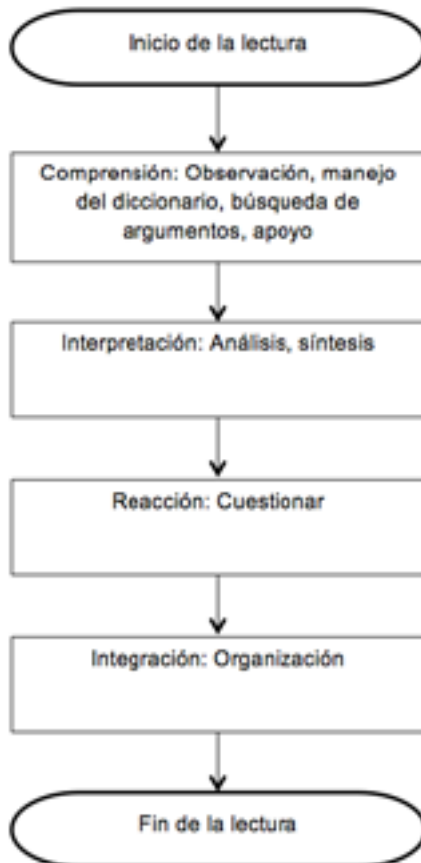 Inicio de la lectura
Comprensión: Observación, manejo
del diccionario, búsqueda de
argumentos, apoyo
Interpretación: Análisis, síntesis
Reacción: Cuestionar
Integración: Organización
Fin de la lectura